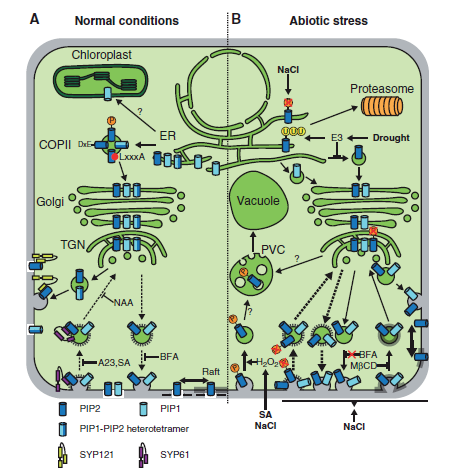 A Normal conditions B Abiotic stress
Chloroplast
NaCl
Proteasome
?
P
P
UUU
COPII DxE ER
E3 Drought
LxxxA
Golgi
Vacuole
P
TGN
PVC
P
?
NAA
?
P
P
A23,SA
BFA
H2O2
BFA
MβCD
Raft
P
P
PIP2 PIP1
SA
NaCl
NaCl
PIP1-PIP2 heterotetramer
SYP121 SYP61